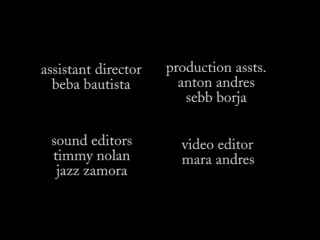 assistant director
beba bautista
production assts.
anton andres
sebb borja
sound editors
timmy nolan
jazz zamora
video editor
mara andres